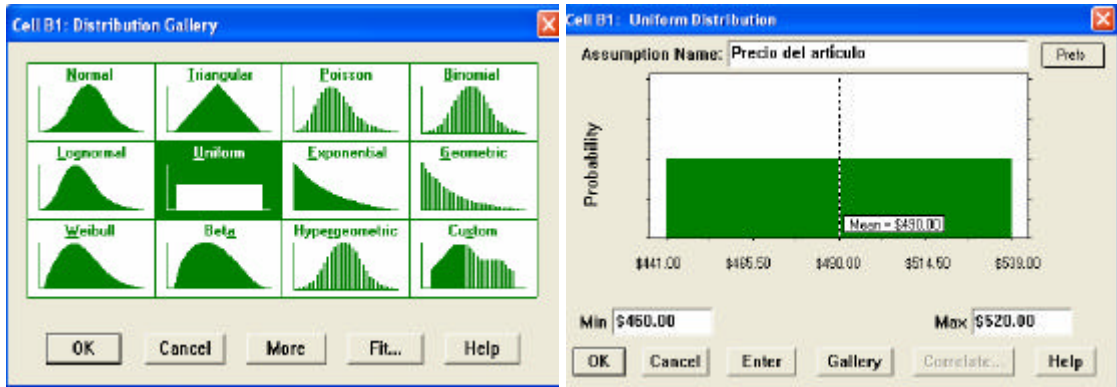 Cell B1: Distribution Gallery
Normal Triangular Poisson Binomial
Lognormal Uniform Exponential Geometric
Weibull Beta Hypergeometric Custom
OK Cancel More Fit... Help
Cell B1: Uniform Distribution
Assumption Name: Precio del artículo Prefs
Probability
Mean = $490.00
$441.00 $465.50 $490.00 $514.50 $539.00
Min $460.00 Max $520.00
OK Cancel Enter Gallery Correlate... Help